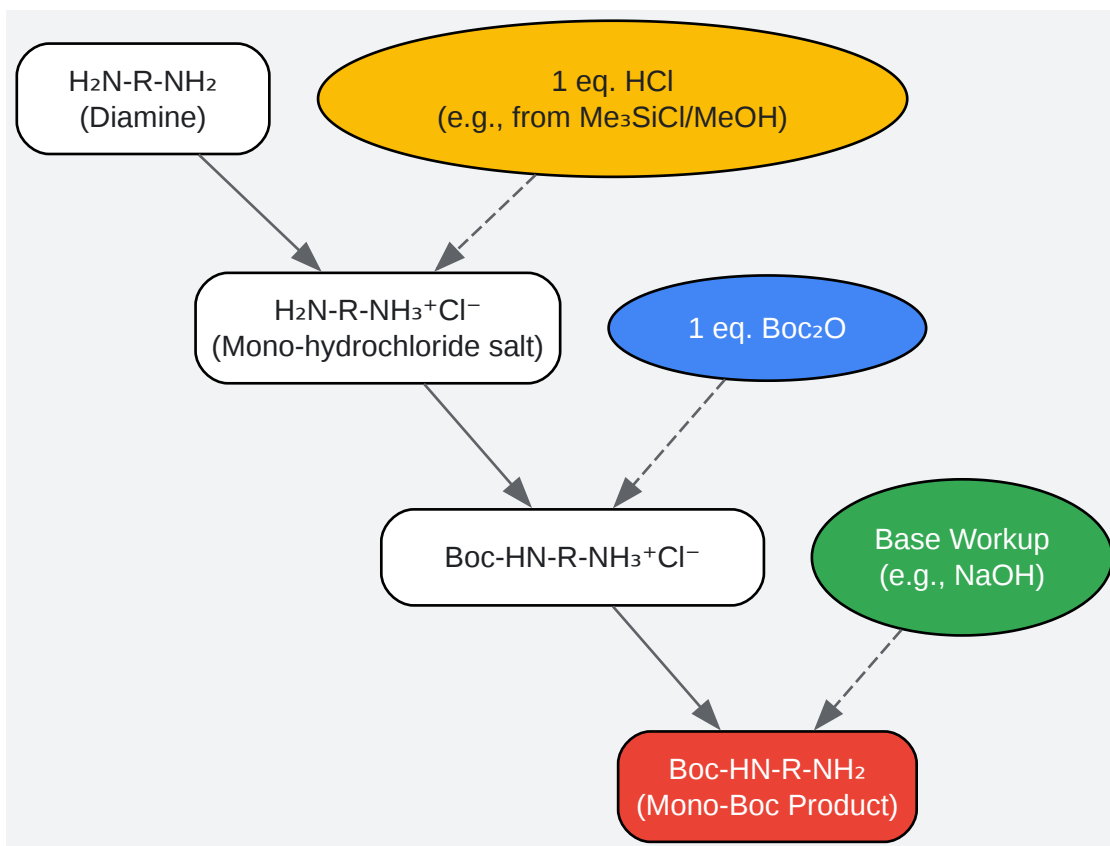 H₂N-R-NH₂
(Diamine)
1 eq. HCl
(e.g., from Me₃SiCl/MeOH)
H₂N-R-NH₃⁺Cl⁻
(Mono-hydrochloride salt)
1 eq. Boc₂O
Boc-HN-R-NH₃⁺Cl⁻
Base Workup
(e.g., NaOH)
Boc-HN-R-NH₂
(Mono-Boc Product)